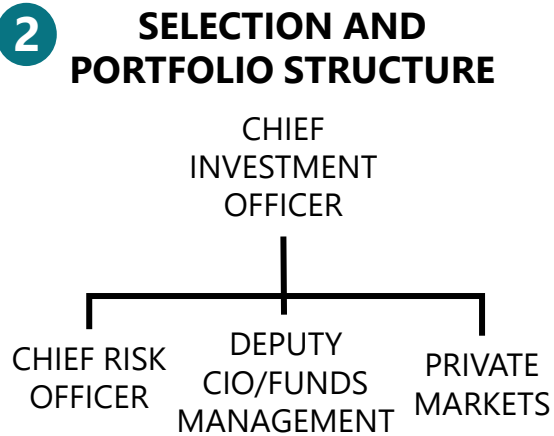 2
SELECTION AND
PORTFOLIO STRUCTURE
CHIEF
INVESTMENT
OFFICER
CHIEF RISK
OFFICER
DEPUTY
CIO/FUNDS
MANAGEMENT
PRIVATE
MARKETS